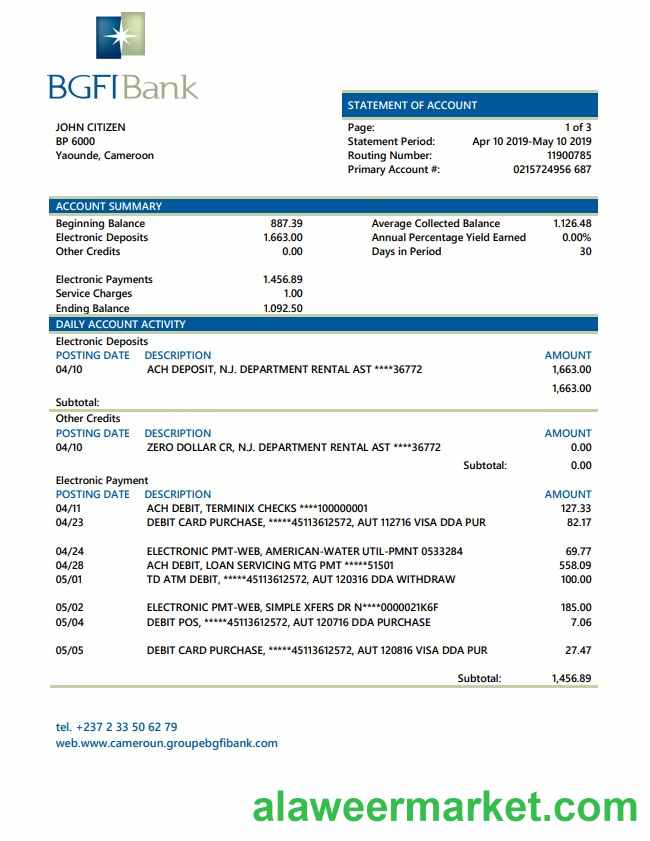 BGFIBank
STATEMENT OF ACCOUNT
JOHN CITIZEN
BP 6000
Yaounde, Cameroon
Page: 1 of 3
Statement Period: Apr 10 2019-May 10 2019
Routing Number: 11900785
Primary Account #: 0215724956 687
ACCOUNT SUMMARY
Beginning Balance 887.39 Average Collected Balance 1.126.48
Electronic Deposits 1.663.00 Annual Percentage Yield Earned 0.00%
Other Credits 0.00 Days in Period 30
Electronic Payments 1.456.89
Service Charges 1.00
Ending Balance 1.092.50
DAILY ACCOUNT ACTIVITY
Electronic Deposits
POSTING DATE DESCRIPTION AMOUNT
04/10 ACH DEPOSIT, N.J. DEPARTMENT RENTAL AST ****36772 1,663.00
1,663.00
Subtotal:
Other Credits
POSTING DATE DESCRIPTION AMOUNT
04/10 ZERO DOLLAR CR, N.J. DEPARTMENT RENTAL AST ****36772 0.00
Subtotal: 0.00
Electronic Payment
POSTING DATE DESCRIPTION AMOUNT
04/11 ACH DEBIT, TERMINIX CHECKS ****100000001 127.33
04/23 DEBIT CARD PURCHASE, *****45113612572, AUT 112716 VISA DDA PUR 82.17
04/24 ELECTRONIC PMT-WEB, AMERICAN-WATER UTIL-PMNT 0533284 69.77
04/28 ACH DEBIT, LOAN SERVICING MTG PMT *****51501 558.09
05/01 TD ATM DEBIT, *****45113612572, AUT 120316 DDA WITHDRAW 100.00
05/02 ELECTRONIC PMT-WEB, SIMPLE XFERS DR N****0000021K6F 185.00
05/04 DEBIT POS, *****45113612572, AUT 120716 DDA PURCHASE 7.06
05/05 DEBIT CARD PURCHASE, *****45113612572, AUT 120816 VISA DDA PUR 27.47
Subtotal: 1,456.89
tel. +237 2 33 50 62 79
web.www.cameroun.groupebgfibank.com
alaweermarket.com